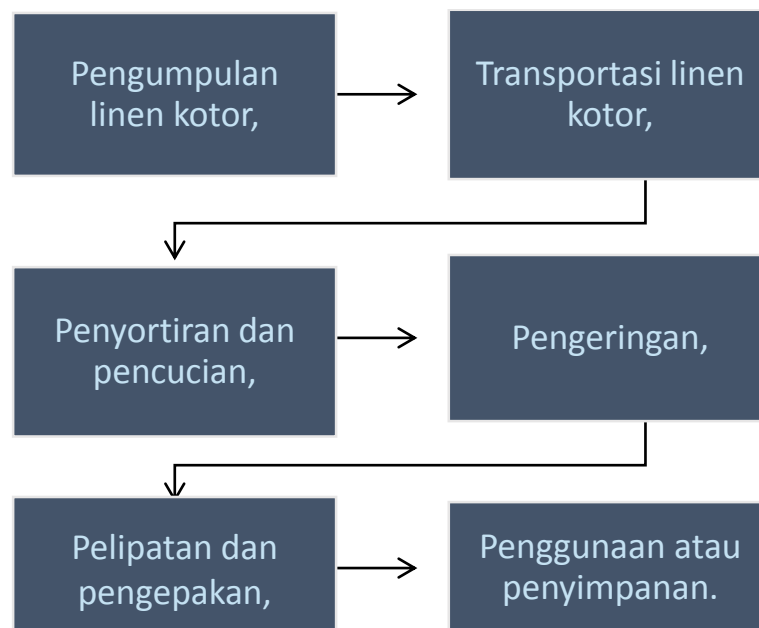 Pengumpulan
linen kotor,
Transportasi linen
kotor,
Penyortiran dan
pencucian,
Pengeringan,
Pelipatan dan
pengepakan,
Penggunaan atau
penyimpanan.